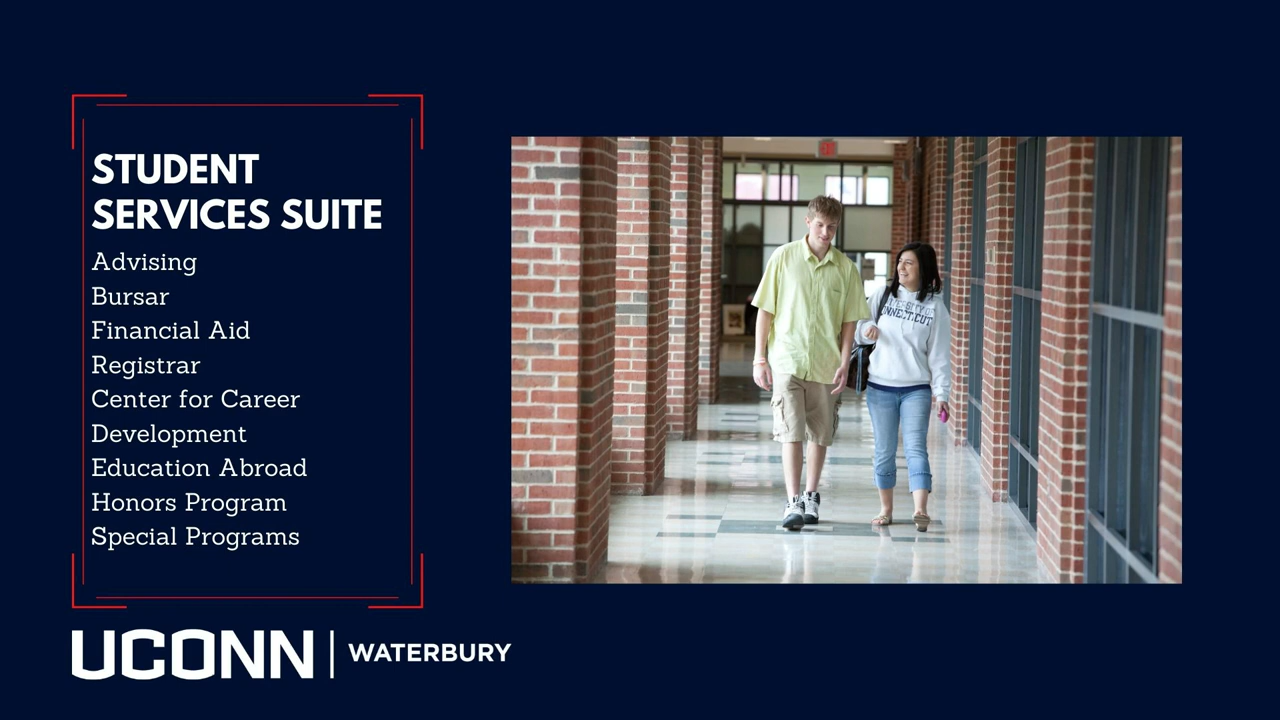 STUDENT
SERVICES SUITE
Advising
Bursar
Financial Aid
Registrar
Center for Career
Development
Education Abroad
Honors Program
Special Programs
CONNECTICUT
UCONN | WATERBURY